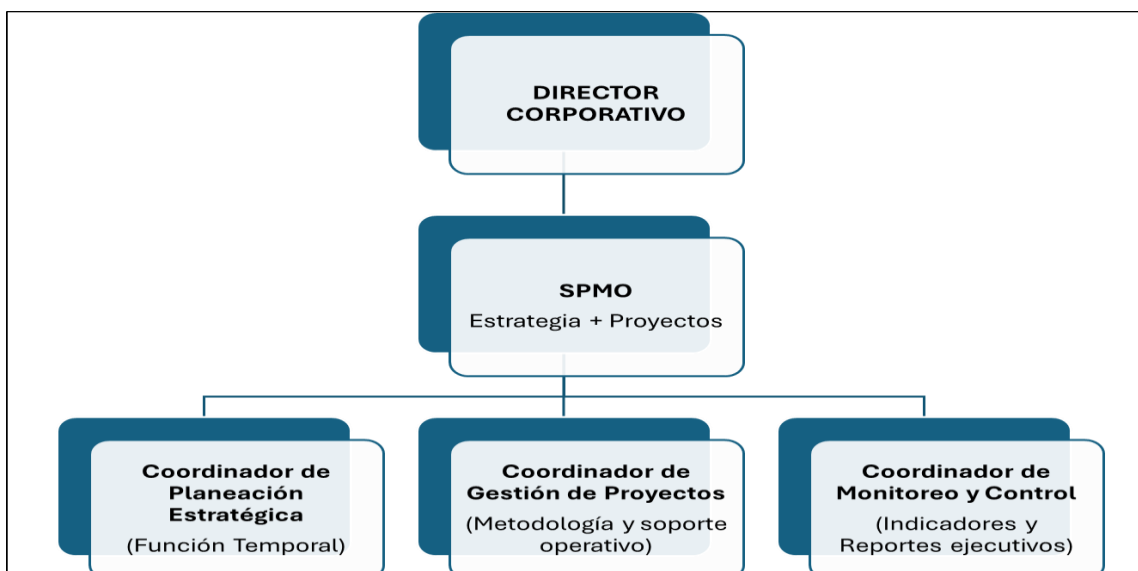 DIRECTOR
CORPORATIVO
SPMO
Estrategia + Proyectos
Coordinador de
Planeación
Estratégica
(Función Temporal)
Coordinador de
Gestión de Proyectos
(Metodología y soporte
operativo)
Coordinador de
Monitoreo y Control
(Indicadores y
Reportes ejecutivos)